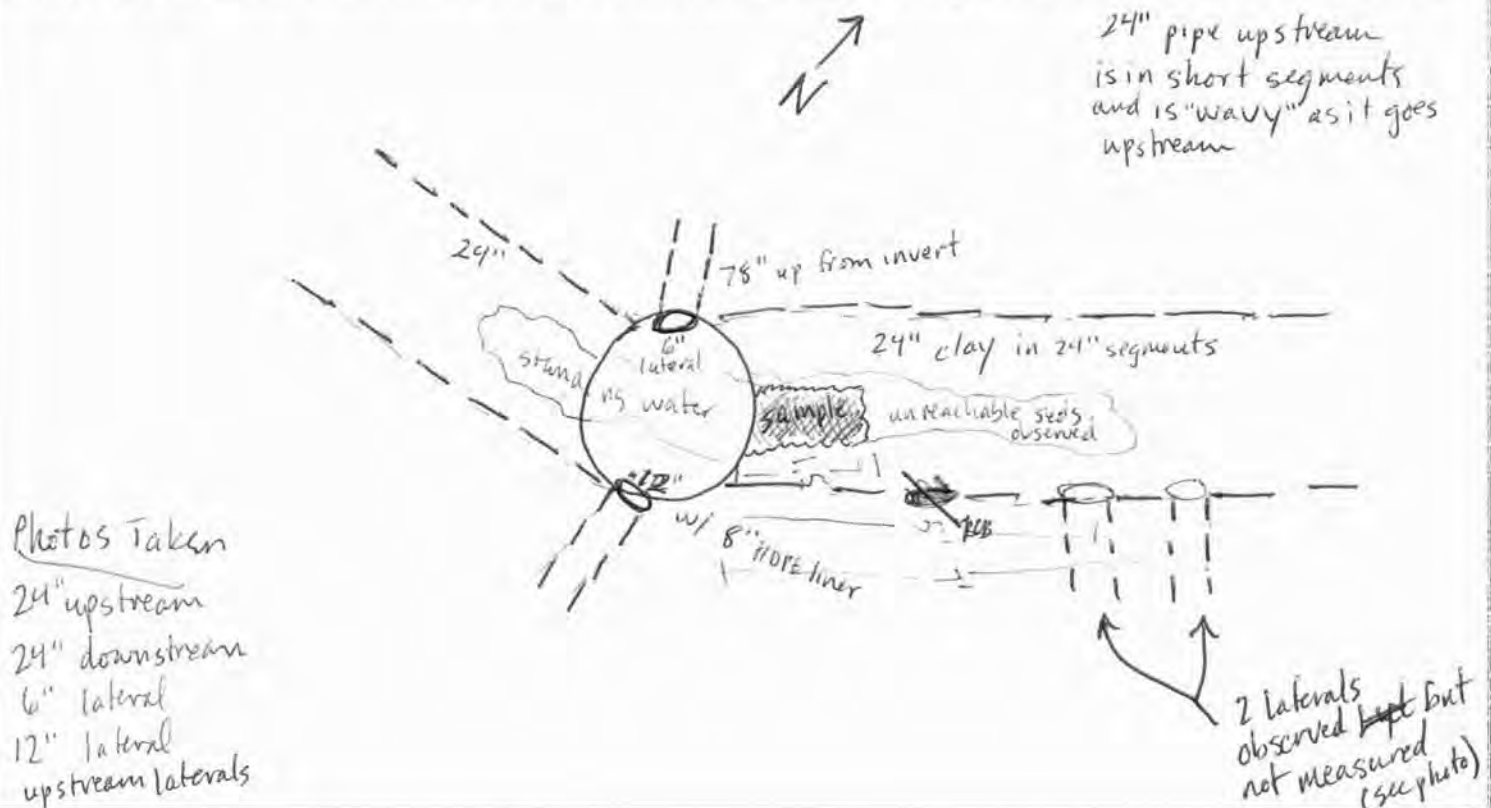 N
24" pipe upstream
is in short segments
and is "wavy" as it goes
upstream
24"
78" up from invert
6"
lateral
24" clay in 24" segments
standing water
sample
unreachable seds.
observed
12"
w/ 8" HDPE liner
Photos Taken
24" upstream
24" downstream
6" lateral
12" lateral
upstream laterals
2 laterals
observed but
not measured
(see photo)